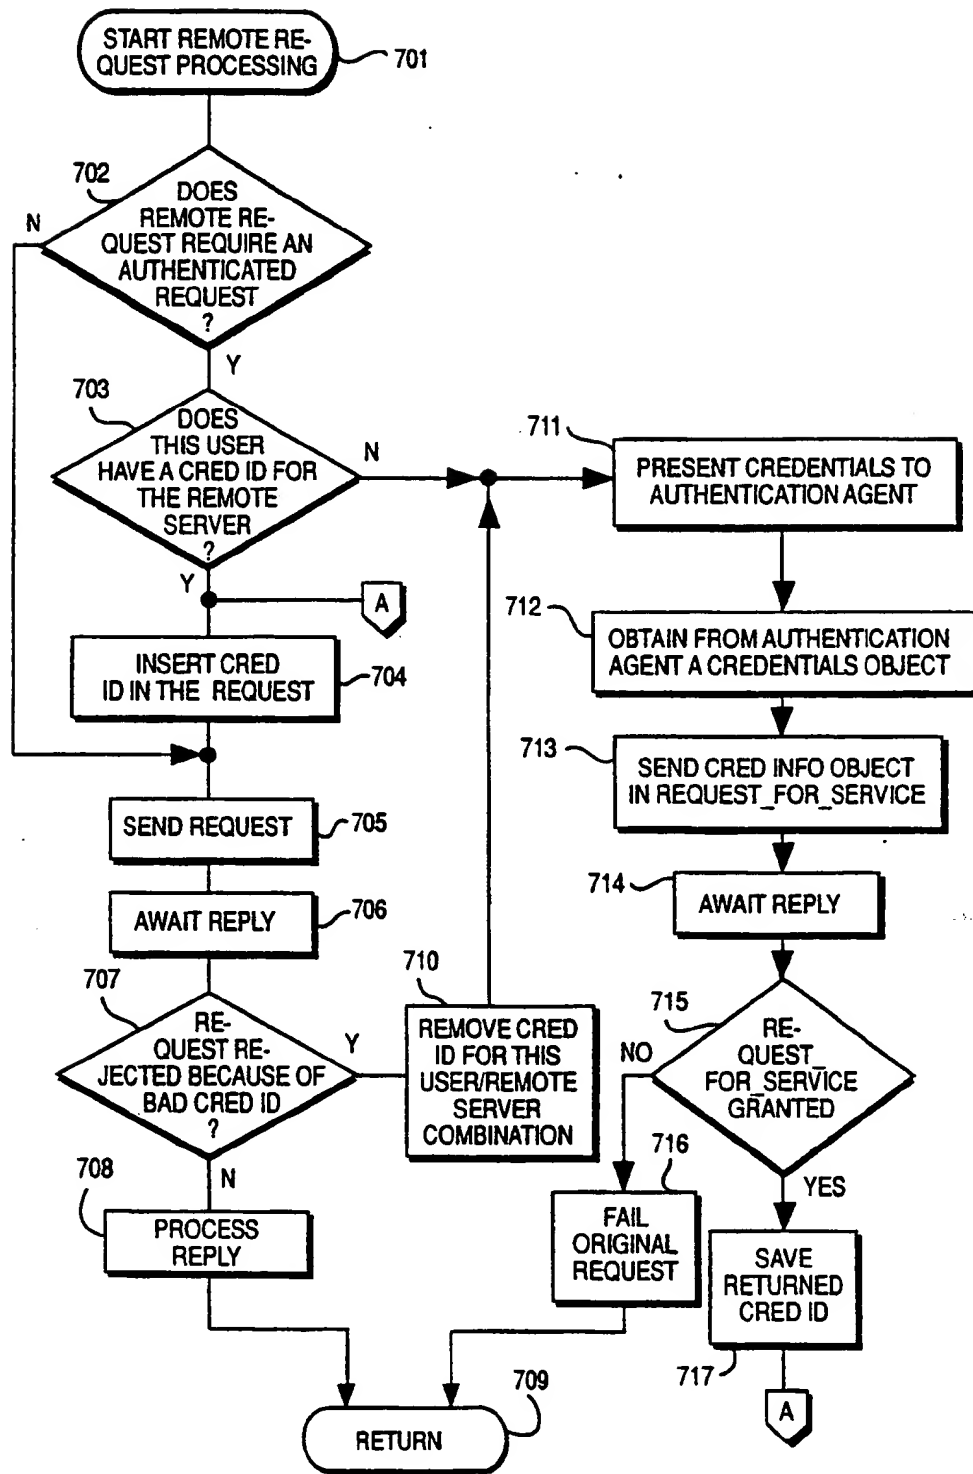 START REMOTE RE-
QUEST PROCESSING
701
702
DOES
REMOTE RE-
QUEST REQUIRE AN
AUTHENTICATED
REQUEST
?
N
Y
703
DOES
THIS USER
HAVE A CRED ID FOR
THE REMOTE
SERVER
?
N
Y
A
INSERT CRED
ID IN THE REQUEST
704
SEND REQUEST
705
AWAIT REPLY
706
707
RE-
QUEST RE-
JECTED BECAUSE OF
BAD CRED ID
?
Y
N
708
PROCESS
REPLY
710
REMOVE CRED
ID FOR THIS
USER/REMOTE
SERVER
COMBINATION
711
PRESENT CREDENTIALS TO
AUTHENTICATION AGENT
712
OBTAIN FROM AUTHENTICATION
AGENT A CREDENTIALS OBJECT
713
SEND CRED INFO OBJECT
IN REQUEST_FOR_SERVICE
714
AWAIT REPLY
715
RE-
QUEST_
FOR_SERVICE
GRANTED
NO
YES
716
FAIL
ORIGINAL
REQUEST
SAVE
RETURNED
CRED ID
717
A
709
RETURN